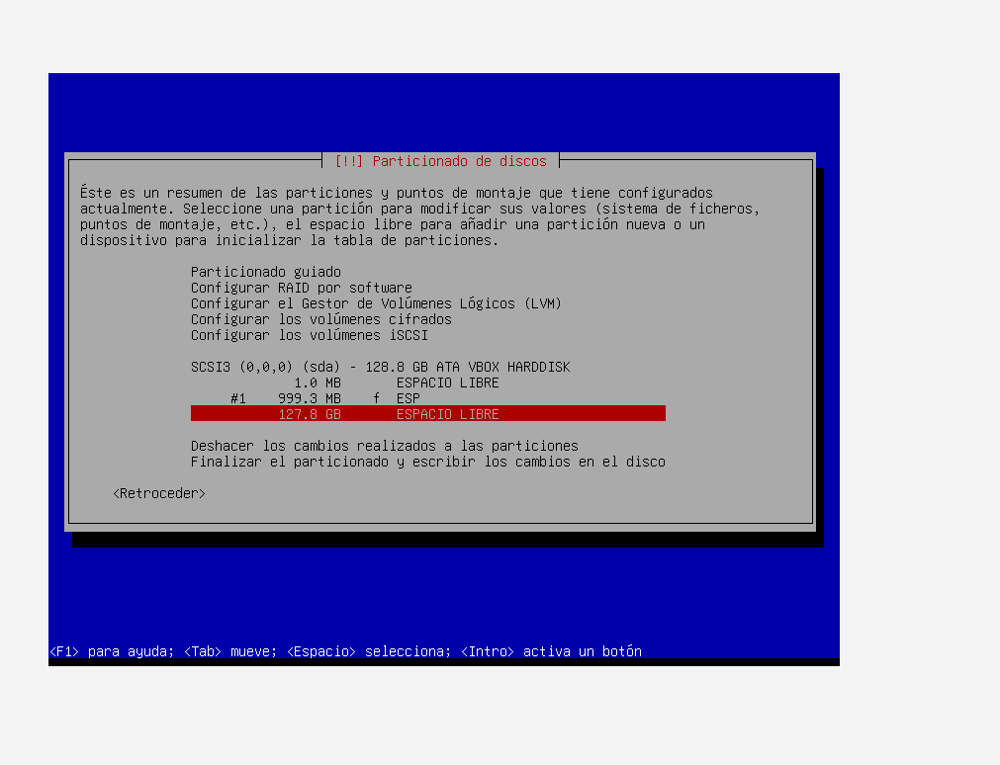 [!!] Particionado de discos
Éste es un resumen de las particiones y puntos de montaje que tiene configurados
actualmente. Seleccione una partición para modificar sus valores (sistema de ficheros,
puntos de montaje, etc.), el espacio libre para añadir una partición nueva o un
dispositivo para inicializar la tabla de particiones.
Particionado guiado
Configurar RAID por software
Configurar el Gestor de Volúmenes Lógicos (LVM)
Configurar los volúmenes cifrados
Configurar los volúmenes iSCSI
SCSI3 (0,0,0) (sda) - 128.8 GB ATA VBOX HARDDISK
1.0 MB ESPACIO LIBRE
#1 999.3 MB f ESP
127.8 GB ESPACIO LIBRE
Deshacer los cambios realizados a las particiones
Finalizar el particionado y escribir los cambios en el disco
<Retroceder>
<F1> para ayuda; <Tab> mueve; <Espacio> selecciona; <Intro> activa un botón